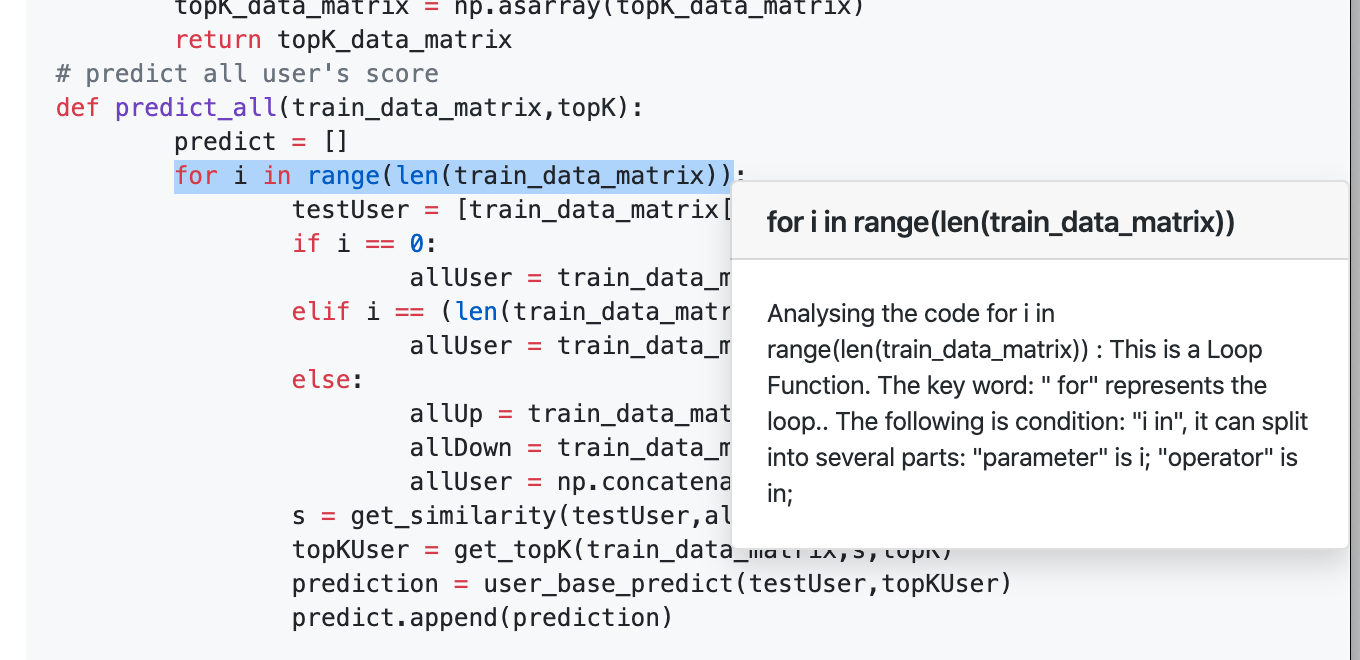 topK_data_matrix = np.asarray(topK_data_matrix)
return topK_data_matrix
# predict all user's score
def predict_all(train_data_matrix,topK):
predict = []
for i in range(len(train_data_matrix)):
testUser = [train_data_matrix[
if i == 0:
allUser = train_data_m
elif i == (len(train_data_matr
allUser = train_data_m
else:
allUp = train_data_mat
allDown = train_data_m
allUser = np.concatena
s = get_similarity(testUser,al
topKUser = get_topK(train_data_matrix,s,topK)
prediction = user_base_predict(testUser,topKUser)
predict.append(prediction)
for i in range(len(train_data_matrix))
Analysing the code for i in
range(len(train_data_matrix)) : This is a Loop
Function. The key word: " for" represents the
loop.. The following is condition: "i in", it can split
into several parts: "parameter" is i; "operator" is
in;